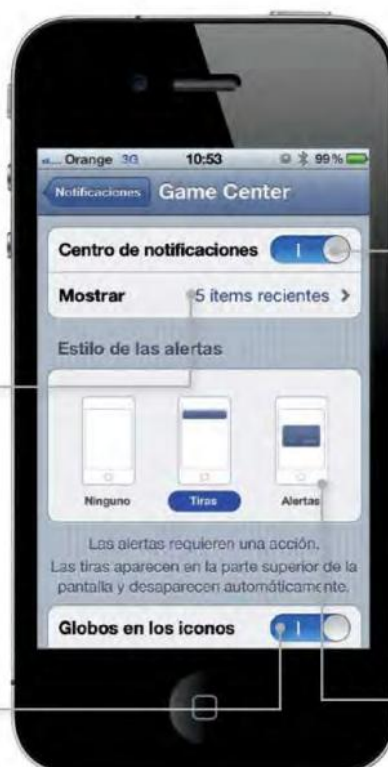 Orange 3G 10:53 99%
Notificaciones Game Center
Centro de notificaciones
Mostrar 5 ítems recientes >
Estilo de las alertas
Ninguno Tiras Alertas
Las alertas requieren una acción.
Las tiras aparecen en la parte superior de la
pantalla y desaparecen automáticamente.
Globos en los iconos